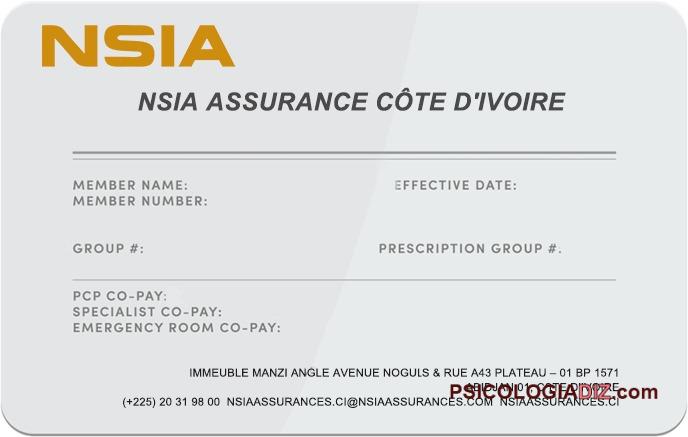 NSIA
NSIA ASSURANCE CÔTE D'IVOIRE
MEMBER NAME:
EFFECTIVE DATE:
MEMBER NUMBER:
GROUP #:
PRESCRIPTION GROUP #.
PCP CO-PAY:
SPECIALIST CO-PAY:
EMERGENCY ROOM CO-PAY:
IMMEUBLE MANZI ANGLE AVENUE NOGULS & RUE A43 PLATEAU – 01 BP 1571
ABIDJAN 01, CÔTE D'IVOIRE
PSICOLOGIADIZ.com
(+225) 20 31 98 00 NSIAASSURANCES.CI@NSIAASSURANCES.COM NSIAASSURANCES.CI